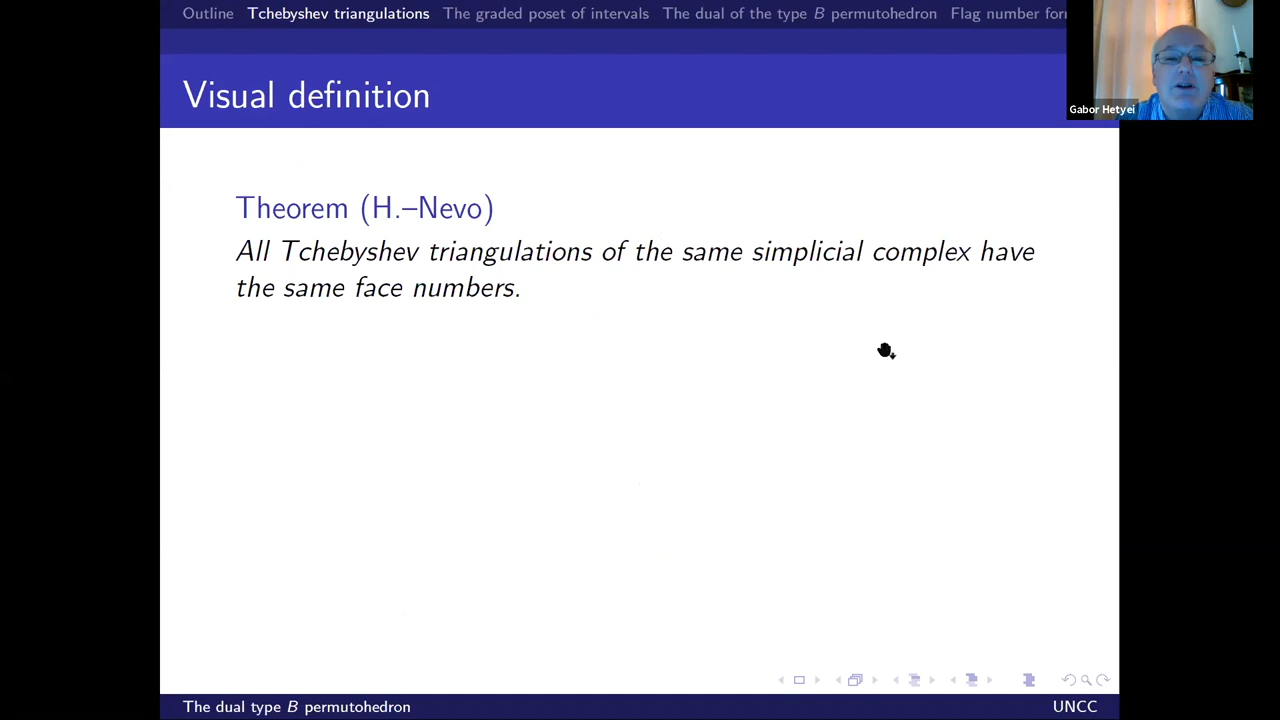 Outline Tchebyshev triangulations The graded poset of intervals The dual of the type B permutohedron Flag number for
Visual definition
Gabor Hetyei
Theorem (H.–Nevo)
All Tchebyshev triangulations of the same simplicial complex have
the same face numbers.
The dual type B permutohedron UNCC